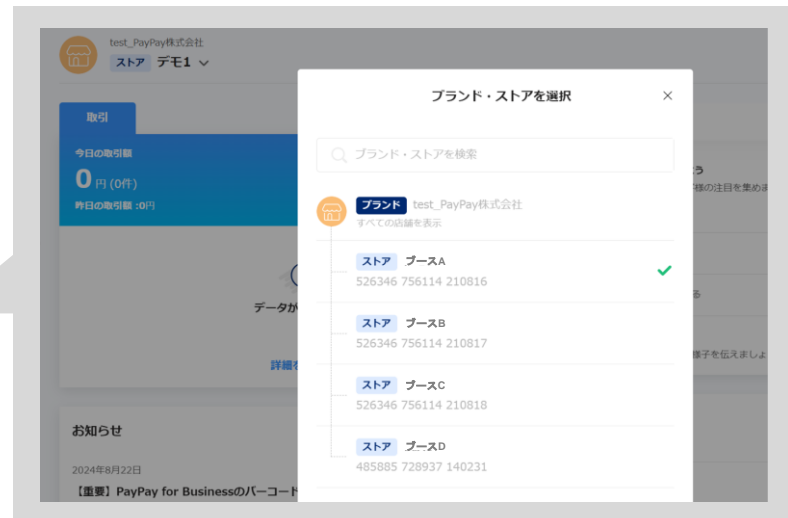 test_PayPay株式会社
ストア デモ1
取引
今日の取引額
0 円 (0件)
昨日の取引額 :0円
データが
詳細を
お知らせ
2024年8月22日
【重要】PayPay for Businessのバーコード
ブランド・ストアを選択
ブランド・ストアを検索
ブランド test_PayPay株式会社
すべての店舗を表示
ストア ブースA
526346 756114 210816
ストア ブースB
526346 756114 210817
ストア ブースC
526346 756114 210818
ストア ブースD
485885 728937 140231
う
様の注目を集めま
る
様子を伝えましょ